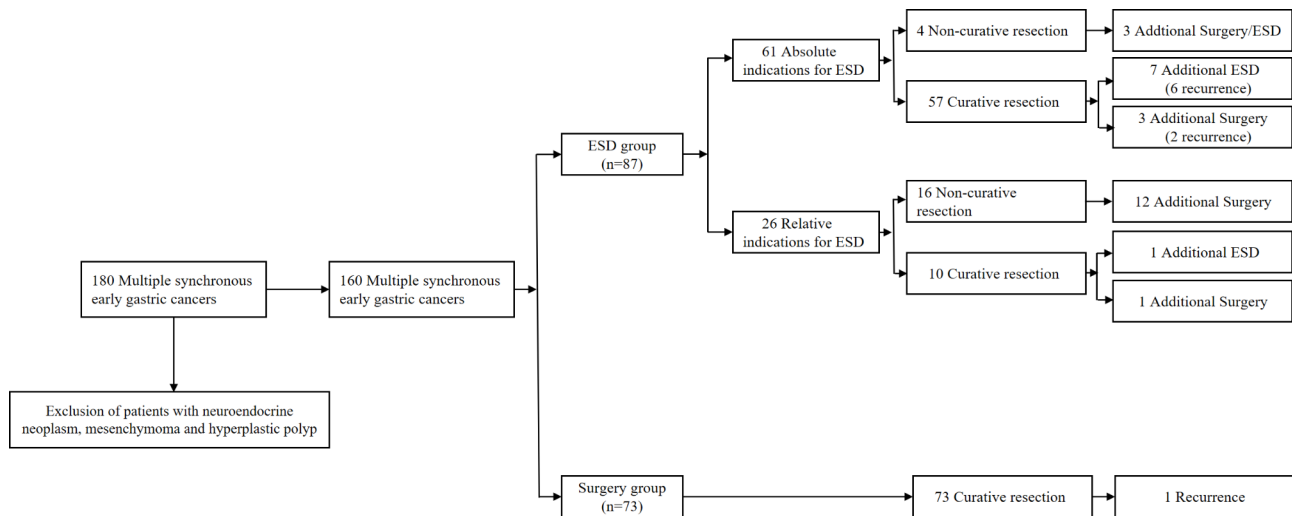 180 Multiple synchronous
early gastric cancers
Exclusion of patients with neuroendocrine
neoplasm, mesenchymoma and hyperplastic polyp
160 Multiple synchronous
early gastric cancers
ESD group
(n=87)
61 Absolute
indications for ESD
4 Non-curative resection
3 Addtional Surgery/ESD
57 Curative resection
7 Additional ESD
(6 recurrence)
3 Additional Surgery
(2 recurrence)
26 Relative
indications for ESD
16 Non-curative
resection
12 Additional Surgery
10 Curative resection
1 Additional ESD
1 Additional Surgery
Surgery group
(n=73)
73 Curative resection
1 Recurrence